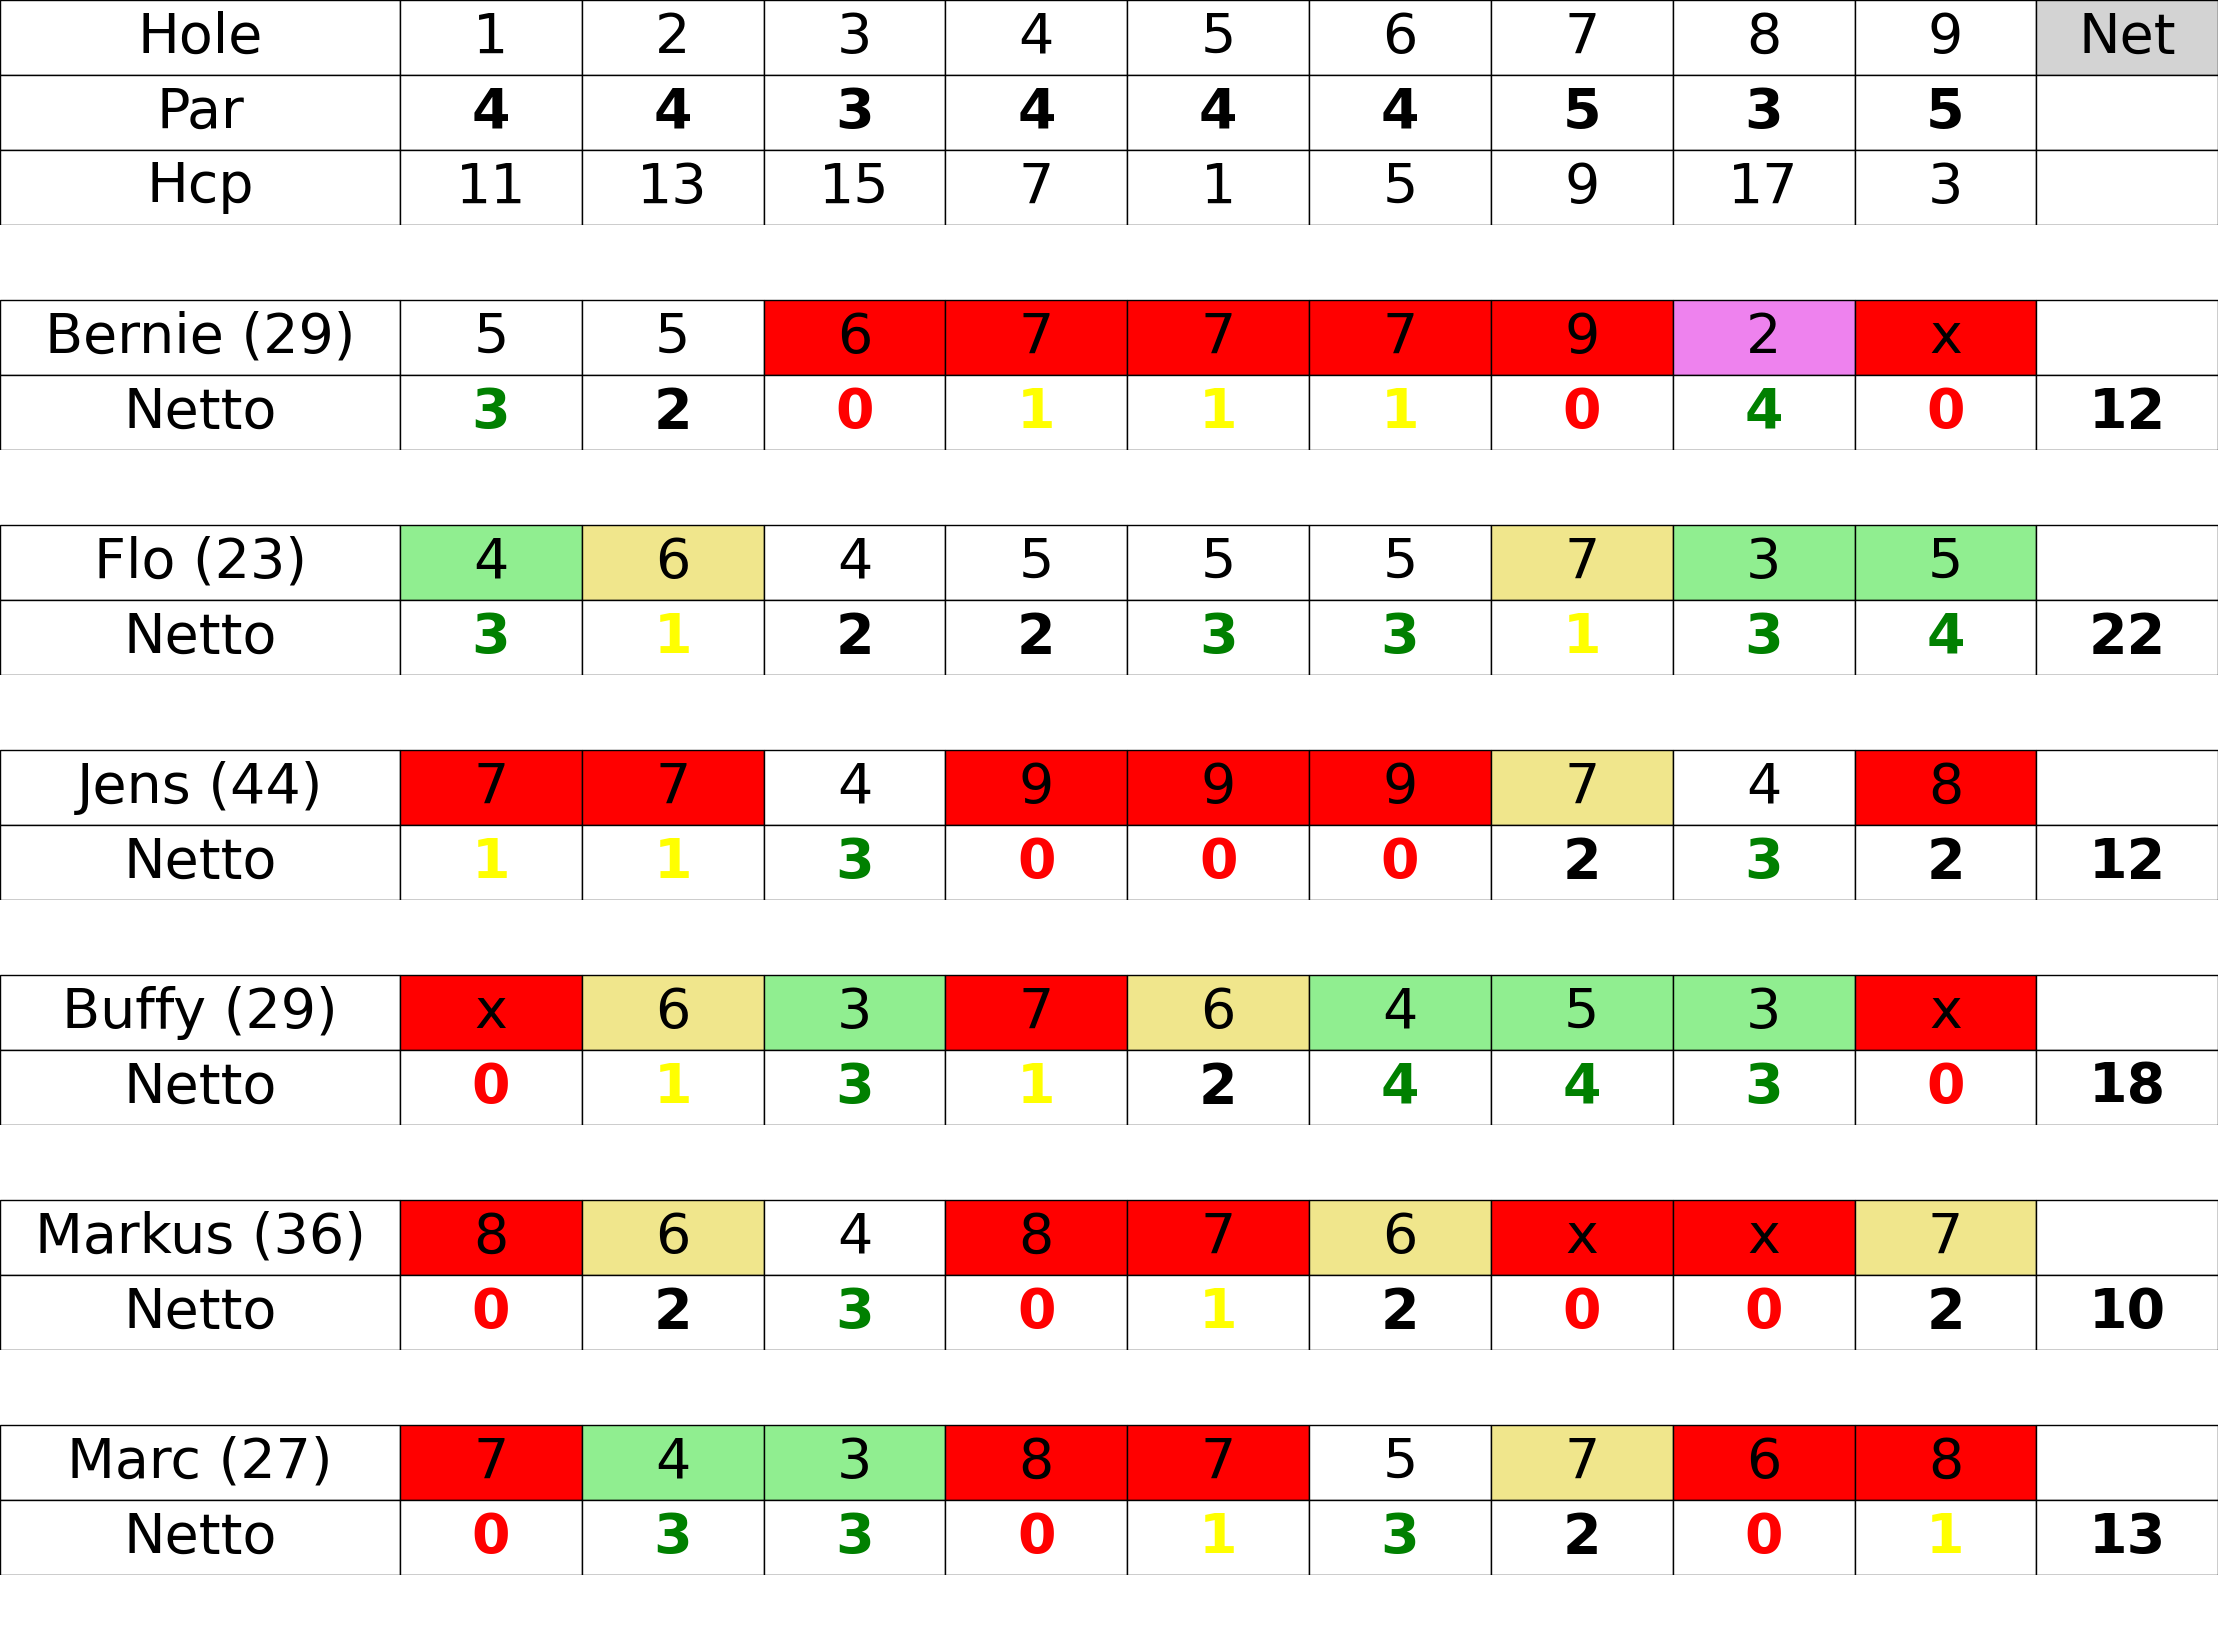 Hole 1 2 3 4 5 6 7 8 9 Net
Par 4 4 3 4 4 4 5 3 5
Hcp 11 13 15 7 1 5 9 17 3
Bernie (29) 5 5 6 7 7 7 9 2 x
Netto 3 2 0 1 1 1 0 4 0 12
Flo (23) 4 6 4 5 5 5 7 3 5
Netto 3 1 2 2 3 3 1 3 4 22
Jens (44) 7 7 4 9 9 9 7 4 8
Netto 1 1 3 0 0 0 2 3 2 12
Buffy (29) x 6 3 7 6 4 5 3 x
Netto 0 1 3 1 2 4 4 3 0 18
Markus (36) 8 6 4 8 7 6 x x 7
Netto 0 2 3 0 1 2 0 0 2 10
Marc (27) 7 4 3 8 7 5 7 6 8
Netto 0 3 3 0 1 3 2 0 1 13